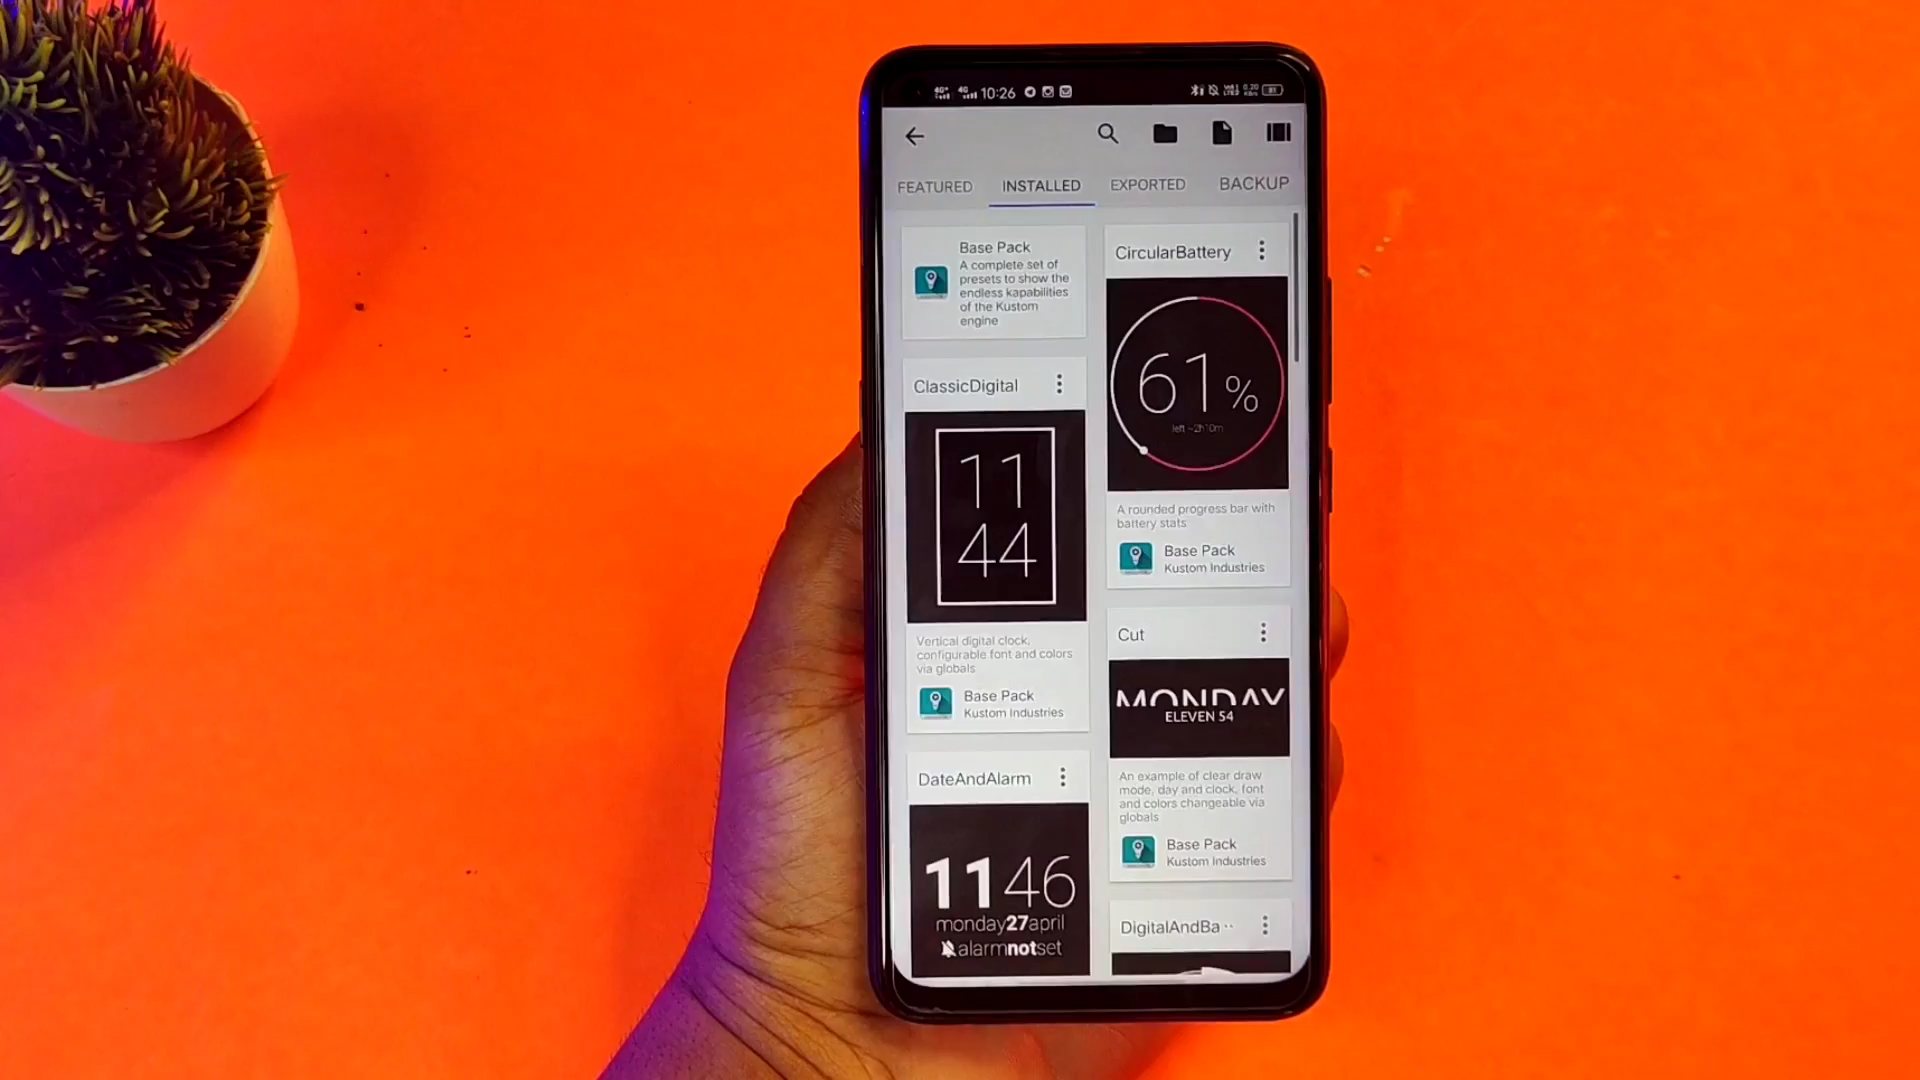 4G+ 4G 10:26
FEATURED INSTALLED EXPORTED BACKUP
Base Pack
A complete set of
presets to show the
endless kapabilities
of the Kustom
engine
ClassicDigital
11
44
Vertical digital clock,
configurable font and colors
via globals
Base Pack
Kustom Industries
DateAndAlarm
1146
monday27april
alarmnotset
CircularBattery
61%
left ~2h10m
A rounded progress bar with
battery stats
Base Pack
Kustom Industries
Cut
MONDAY
ELEVEN 54
An example of clear draw
mode, day and clock, font
and colors changeable via
globals
Base Pack
Kustom Industries
DigitalAndBa